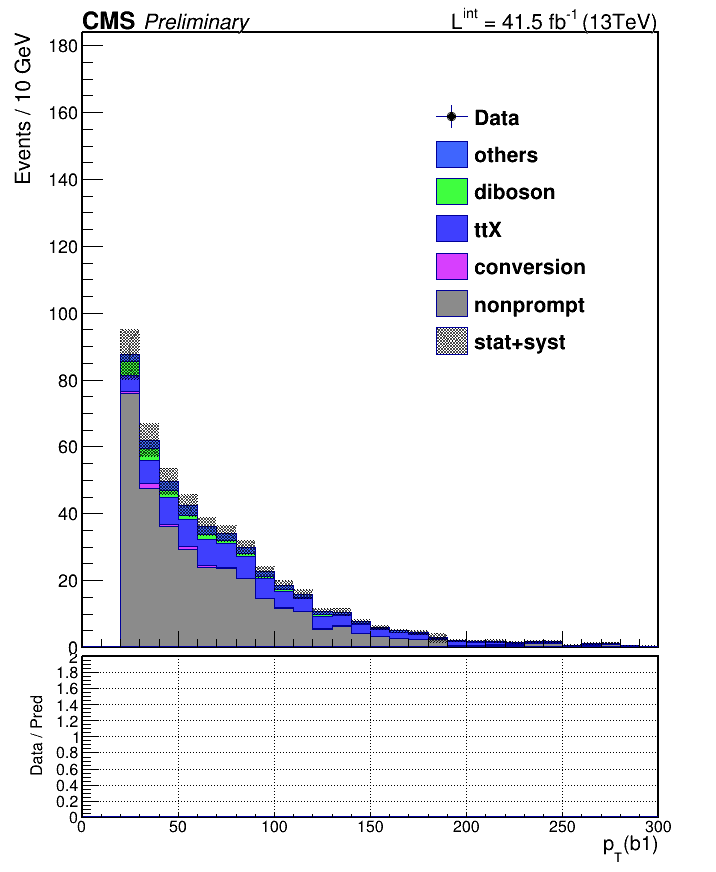 CMS Preliminary L^int = 41.5 fb^-1 (13TeV)
Events / 10 GeV
180
160
140
120
100
80
60
40
20
0
Data
others
diboson
ttX
conversion
nonprompt
stat+syst
Data / Pred
2
1.8
1.6
1.4
1.2
1
0.8
0.6
0.4
0.2
0
0 50 100 150 200 250 300
p_T(b1)